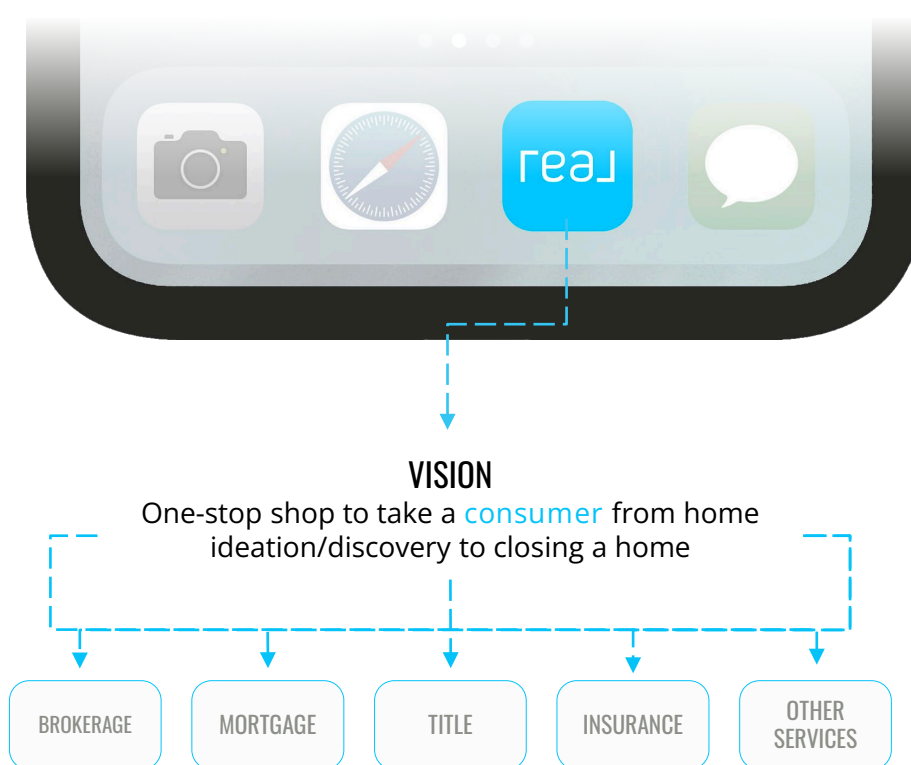 real
VISION
One-stop shop to take a consumer from home
ideation/discovery to closing a home
BROKERAGE
MORTGAGE
TITLE
INSURANCE
OTHER
SERVICES